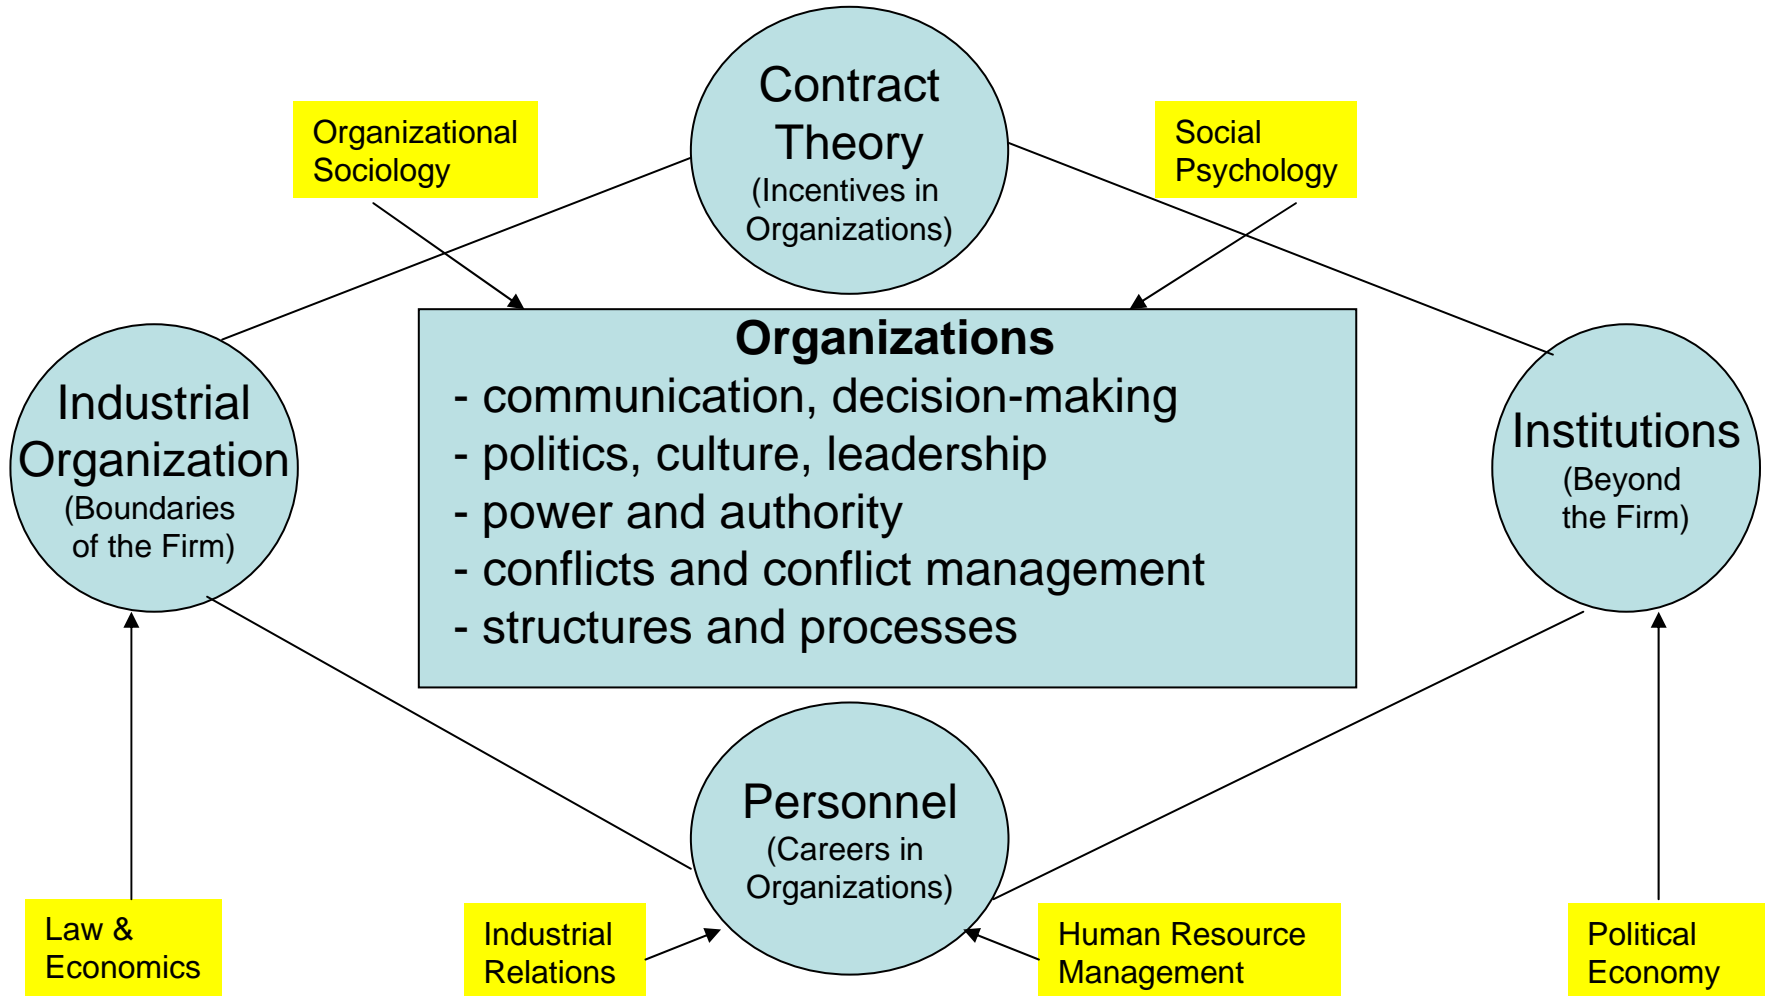 Contract
Theory
(Incentives in
Organizations)
Organizational
Sociology
Social
Psychology
Organizations
- communication, decision-making
- politics, culture, leadership
- power and authority
- conflicts and conflict management
- structures and processes
Industrial
Organization
(Boundaries
of the Firm)
Institutions
(Beyond
the Firm)
Personnel
(Careers in
Organizations)
Law &
Economics
Industrial
Relations
Human Resource
Management
Political
Economy